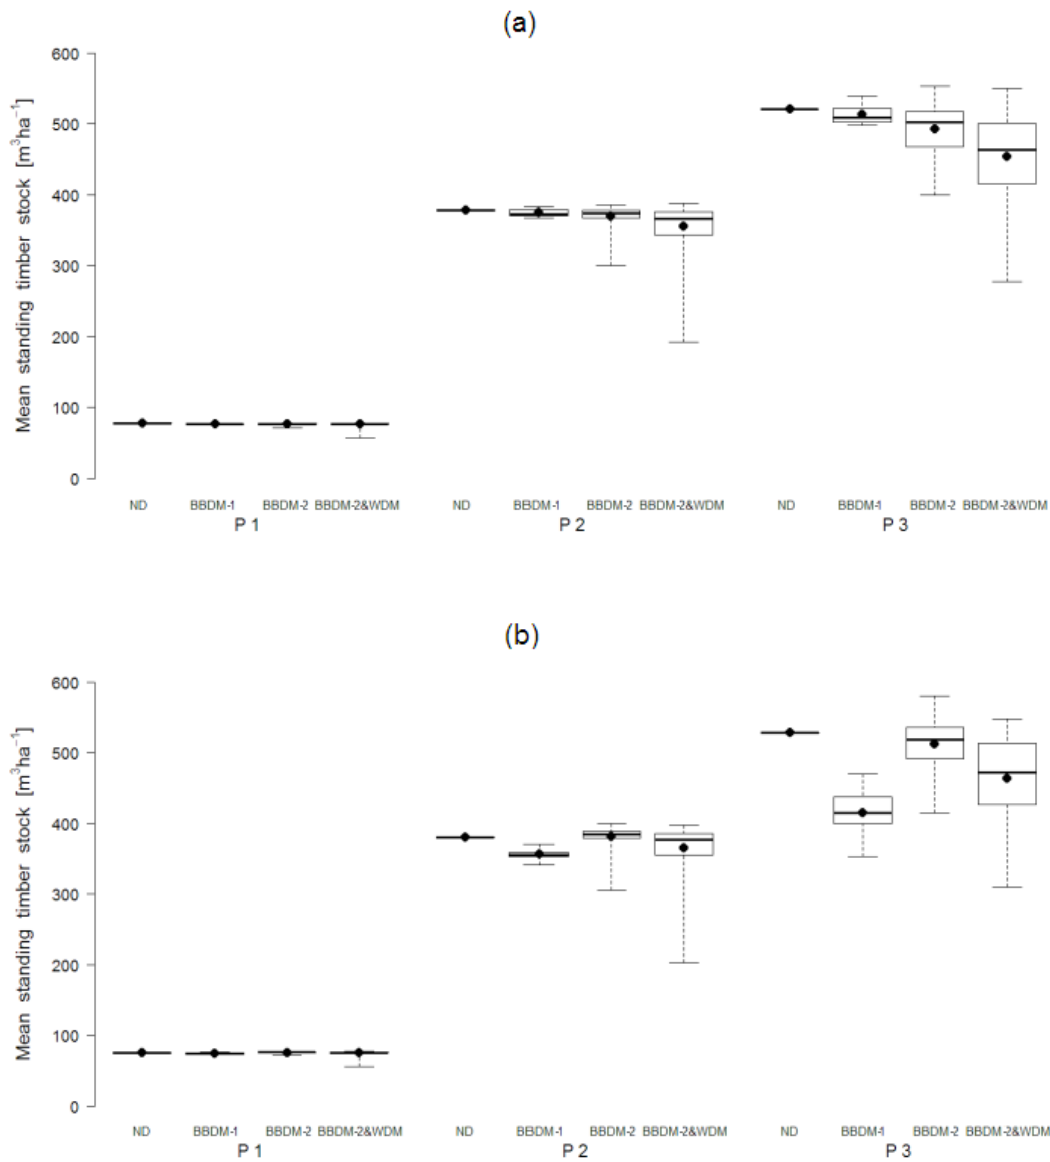 (a)
Mean standing timber stock [m³ha⁻¹]
600
500
400
300
200
100
0
ND BBDM-1 BBDM-2 BBDM-2&WDM ND BBDM-1 BBDM-2 BBDM-2&WDM ND BBDM-1 BBDM-2 BBDM-2&WDM
P 1 P 2 P 3
(b)
Mean standing timber stock [m³ha⁻¹]
600
500
400
300
200
100
0
ND BBDM-1 BBDM-2 BBDM-2&WDM ND BBDM-1 BBDM-2 BBDM-2&WDM ND BBDM-1 BBDM-2 BBDM-2&WDM
P 1 P 2 P 3